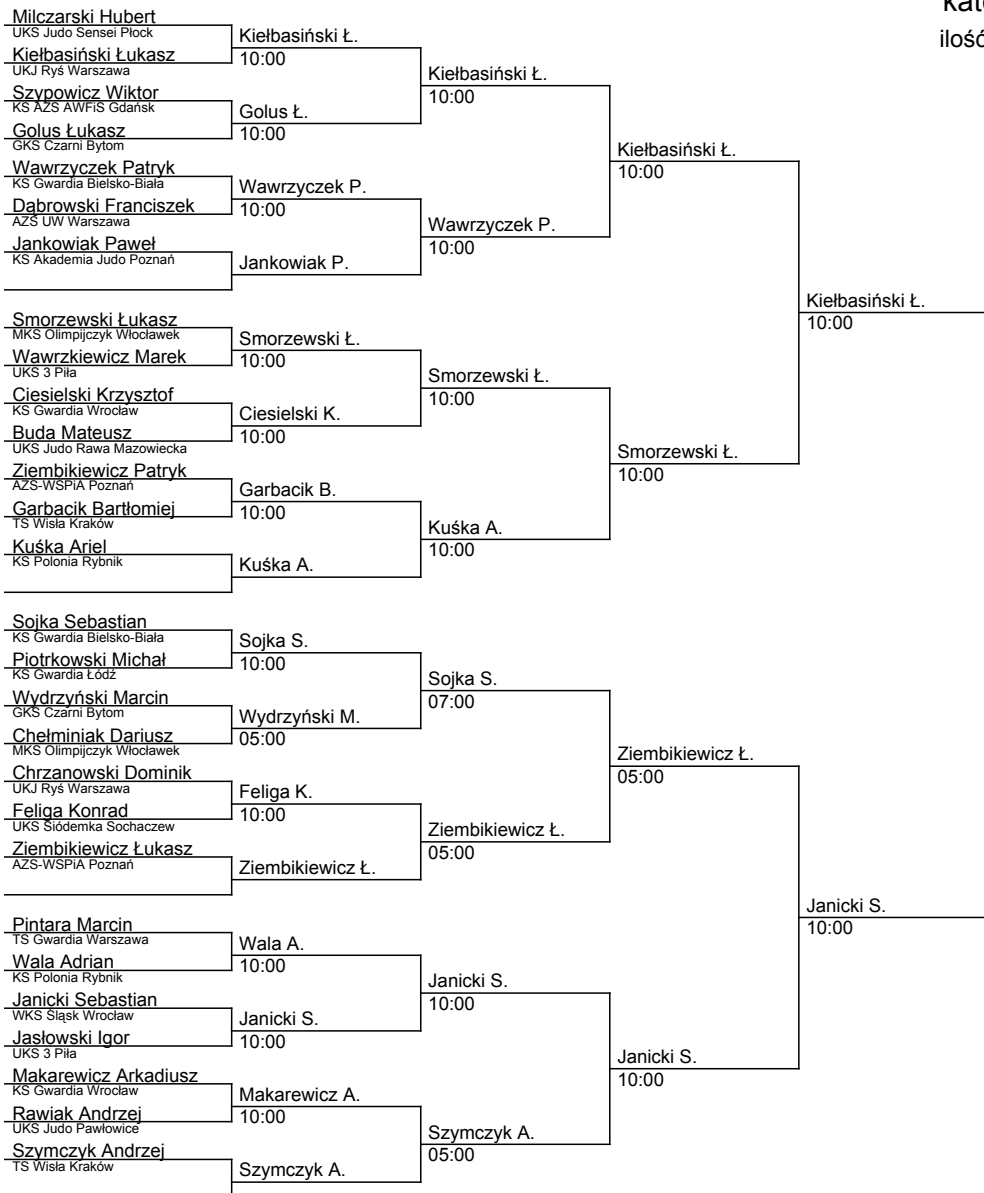 kate
ilość
Milczarski Hubert
UKS Judo Sensei Płock
Kiełbasiński Łukasz
UKJ Ryś Warszawa
Szypowicz Wiktor
KS AZS AWFiS Gdańsk
Golus Łukasz
GKS Czarni Bytom
Wawrzyczek Patryk
KS Gwardia Bielsko-Biała
Dąbrowski Franciszek
AZS UW Warszawa
Jankowiak Paweł
KS Akademia Judo Poznań
Smorzewski Łukasz
MKS Olimpijczyk Włocławek
Wawrzkiewicz Marek
UKS 3 Piła
Ciesielski Krzysztof
KS Gwardia Wrocław
Buda Mateusz
UKS Judo Rawa Mazowiecka
Ziembikiewicz Patryk
AZS-WSPiA Poznań
Garbacik Bartłomiej
TS Wisła Kraków
Kuśka Ariel
KS Polonia Rybnik
Sojka Sebastian
KS Gwardia Bielsko-Biała
Piotrkowski Michał
KS Gwardia Łódź
Wydrzyński Marcin
GKS Czarni Bytom
Chełminiak Dariusz
MKS Olimpijczyk Włocławek
Chrzanowski Dominik
UKJ Ryś Warszawa
Feliga Konrad
UKS Siódemka Sochaczew
Ziembikiewicz Łukasz
AZS-WSPiA Poznań
Pintara Marcin
TS Gwardia Warszawa
Wala Adrian
KS Polonia Rybnik
Janicki Sebastian
WKS Śląsk Wrocław
Jasłowski Igor
UKS 3 Piła
Makarewicz Arkadiusz
KS Gwardia Wrocław
Rawiak Andrzej
UKS Judo Pawłowice
Szymczyk Andrzej
TS Wisła Kraków
Kiełbasiński Ł.
10:00
Golus Ł.
10:00
Wawrzyczek P.
10:00
Jankowiak P.
Smorzewski Ł.
10:00
Ciesielski K.
10:00
Garbacik B.
10:00
Kuśka A.
Sojka S.
10:00
Wydrzyński M.
05:00
Feliga K.
10:00
Ziembikiewicz Ł.
Wala A.
10:00
Janicki S.
10:00
Makarewicz A.
10:00
Szymczyk A.
Kiełbasiński Ł.
10:00
Wawrzyczek P.
10:00
Smorzewski Ł.
10:00
Kuśka A.
10:00
Sojka S.
07:00
Ziembikiewicz Ł.
05:00
Janicki S.
10:00
Szymczyk A.
05:00
Kiełbasiński Ł.
10:00
Smorzewski Ł.
10:00
Ziembikiewicz Ł.
05:00
Janicki S.
10:00
Kiełbasiński Ł.
10:00
Janicki S.
10:00